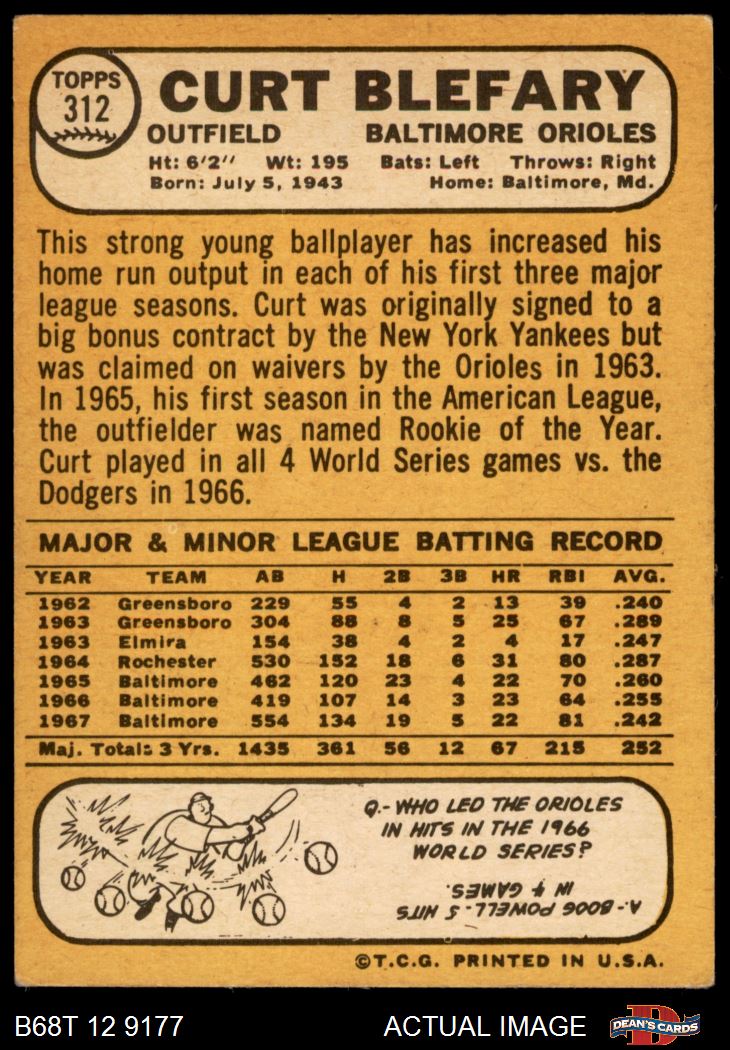 TOPPS
312
CURT BLEFARY
OUTFIELD BALTIMORE ORIOLES
Ht: 6'2" Wt: 195 Bats: Left Throws: Right
Born: July 5, 1943 Home: Baltimore, Md.
This strong young ballplayer has increased his
home run output in each of his first three major
league seasons. Curt was originally signed to a
big bonus contract by the New York Yankees but
was claimed on waivers by the Orioles in 1963.
In 1965, his first season in the American League,
the outfielder was named Rookie of the Year.
Curt played in all 4 World Series games vs. the
Dodgers in 1966.
MAJOR & MINOR LEAGUE BATTING RECORD
YEAR TEAM AB H 2B 3B HR RBI AVG.
1962 Greensboro 229 55 4 2 13 39 .240
1963 Greensboro 304 88 8 5 25 67 .289
1963 Elmira 154 38 4 2 4 17 .247
1964 Rochester 530 152 18 6 31 80 .287
1965 Baltimore 462 120 23 4 22 70 .260
1966 Baltimore 419 107 14 3 23 64 .255
1967 Baltimore 554 134 19 5 22 81 .242
Maj. Totals 3 Yrs. 1435 361 56 12 67 215 252
Q.- WHO LED THE ORIOLES
IN HITS IN THE 1966
WORLD SERIES?
A.- BOOG POWELL - 5 HITS
IN 4 GAMES.
©T.C.G. PRINTED IN U.S.A.
B68T 12 9177 ACTUAL IMAGE D DEAN'S CARDS